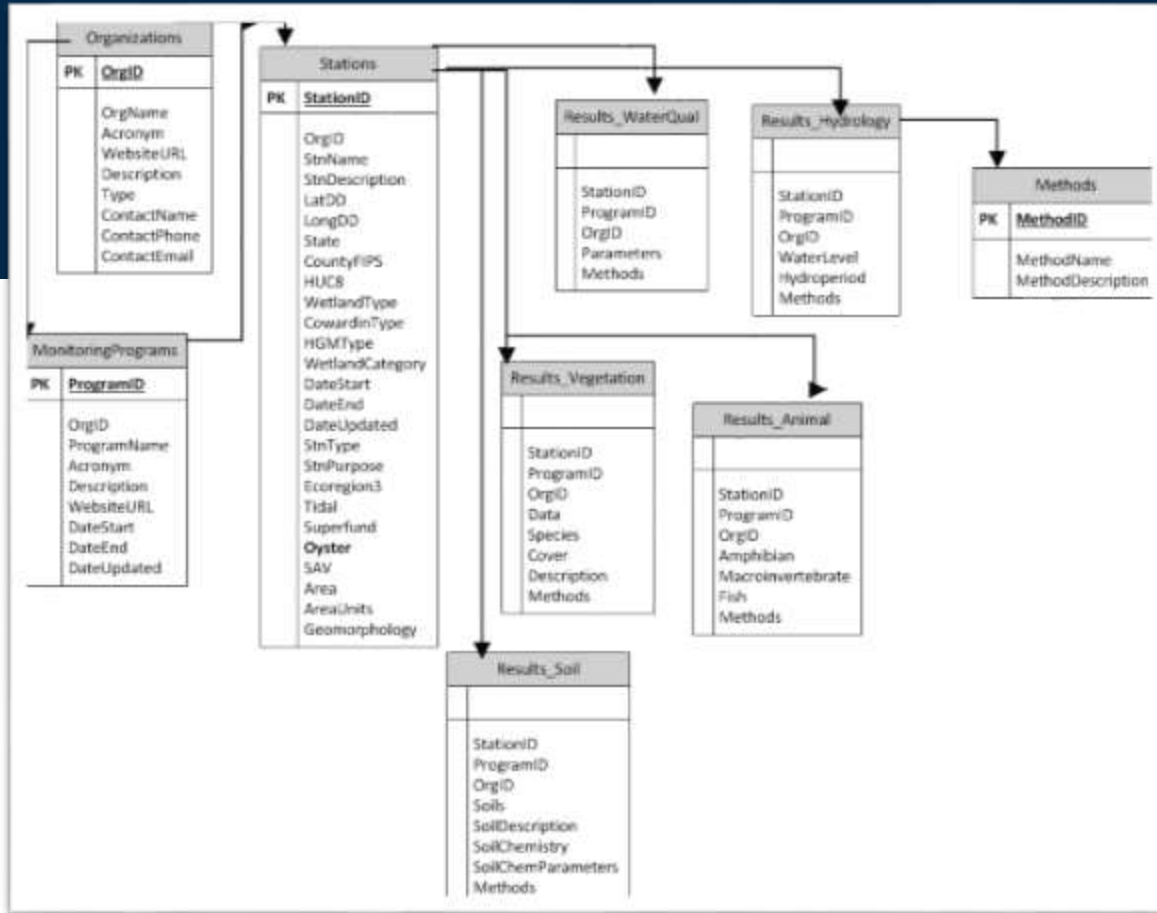 Organizations
PK OrgID
OrgName
Acronym
WebsiteURL
Description
Type
ContactName
ContactPhone
ContactEmail
MonitoringPrograms
PK ProgramID
OrgID
ProgramName
Acronym
Description
WebsiteURL
DateStart
DateEnd
DateUpdated
Stations
PK StationID
OrgID
StnName
StnDescription
LatDD
LongDD
State
CountyFIPS
HUC8
WetlandType
CowardinType
HGMType
WetlandCategory
DateStart
DateEnd
DateUpdated
StnType
StnPurpose
Ecoregion3
Tidal
Superfund
Oyster
SAV
Area
AreaUnits
Geomorphology
Results_WaterQual
StationID
ProgramID
OrgID
Parameters
Methods
Results_Hydrology
StationID
ProgramID
OrgID
WaterLevel
Hydroperiod
Methods
Methods
PK MethodID
MethodName
MethodDescription
Results_Vegetation
StationID
ProgramID
OrgID
Data
Species
Cover
Description
Methods
Results_Animal
StationID
ProgramID
OrgID
Amphibian
Macroinvertebrate
Fish
Methods
Results_Soil
StationID
ProgramID
OrgID
Soils
SoilDescription
SoilChemistry
SoilChemParameters
Methods